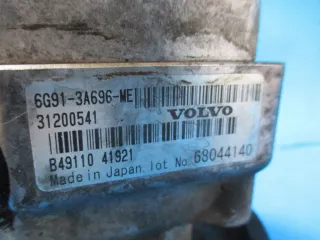 6G91-3A696-ME
31200541
VOLVO
B49110 41921
Made in Japan. lot No. 68044140